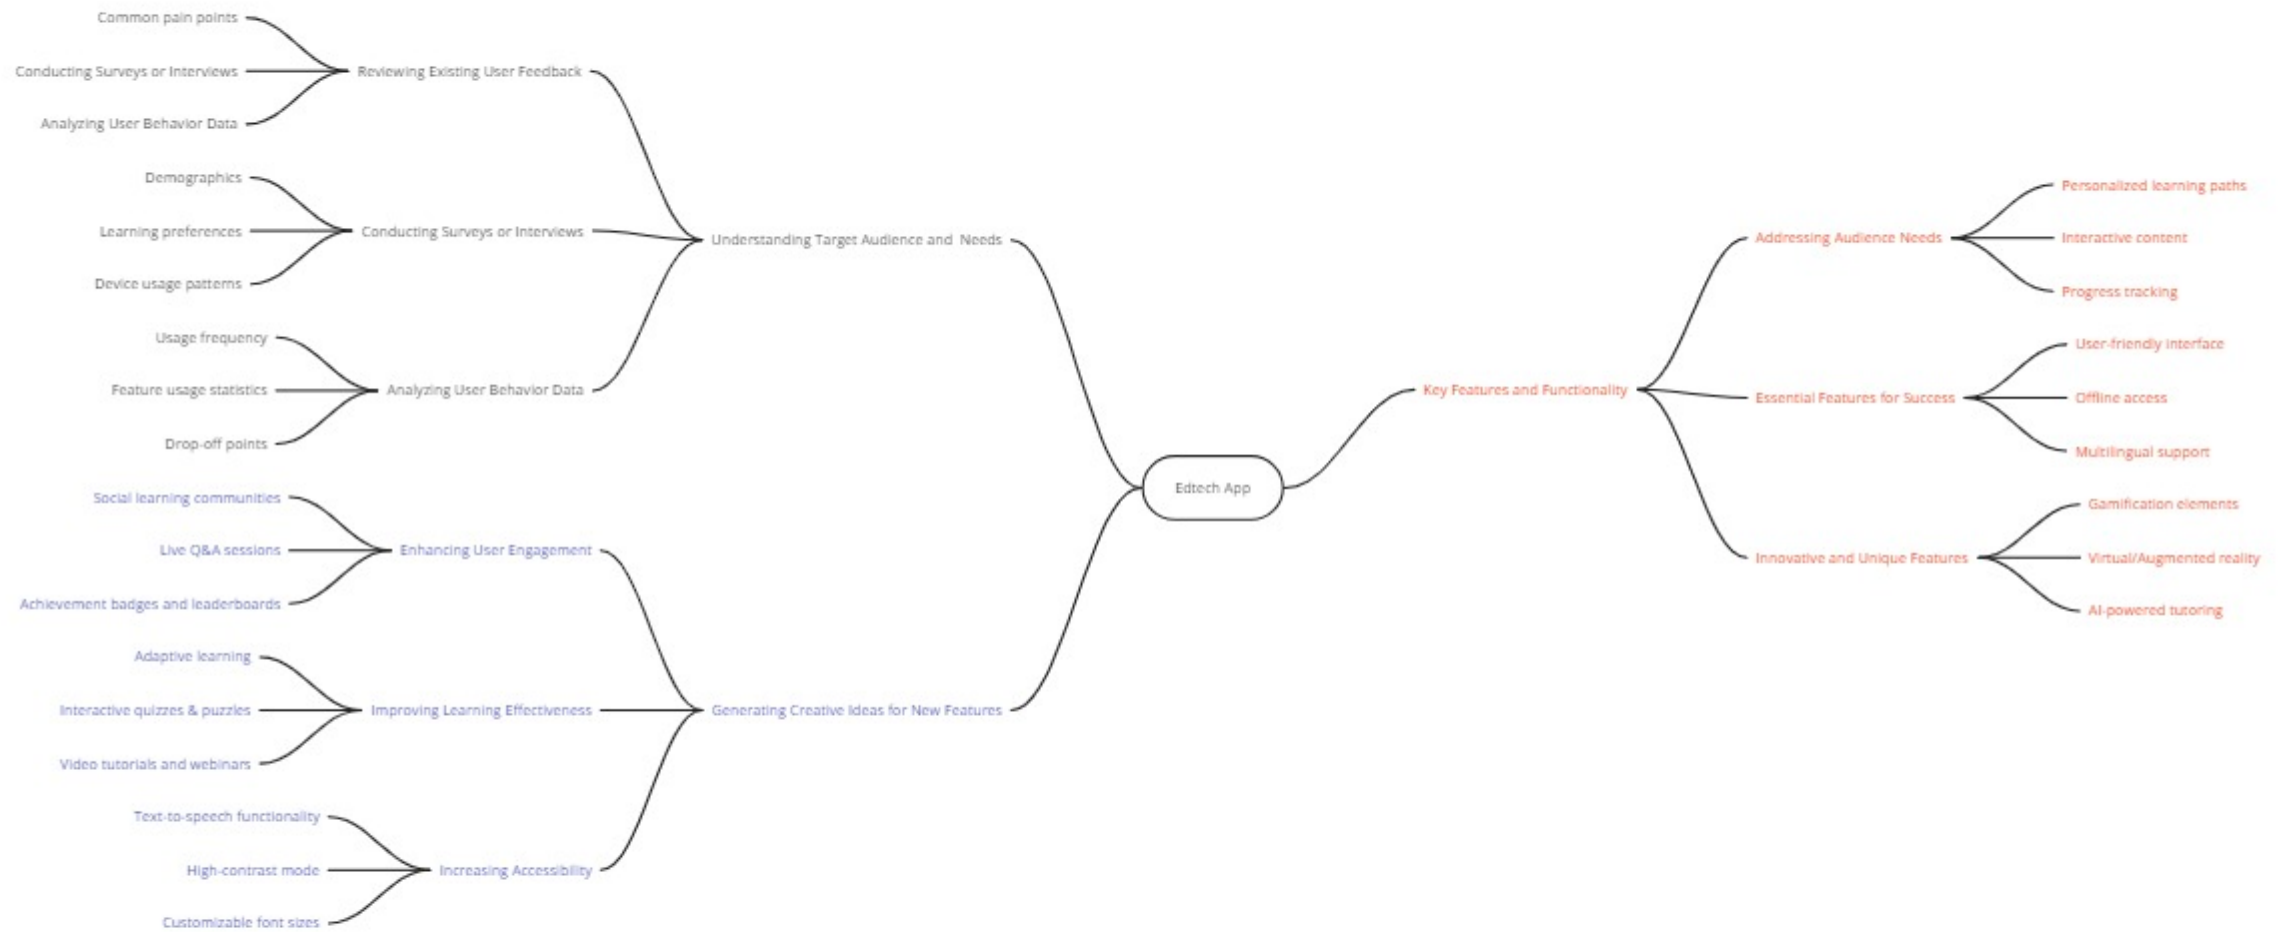 Common pain points
Conducting Surveys or Interviews
Analyzing User Behavior Data
Reviewing Existing User Feedback
Demographics
Learning preferences
Device usage patterns
Conducting Surveys or Interviews
Usage frequency
Feature usage statistics
Drop-off points
Analyzing User Behavior Data
Understanding Target Audience and  Needs
Social learning communities
Live Q&A sessions
Achievement badges and leaderboards
Enhancing User Engagement
Adaptive learning
Interactive quizzes & puzzles
Video tutorials and webinars
Improving Learning Effectiveness
Text-to-speech functionality
High-contrast mode
Customizable font sizes
Increasing Accessibility
Generating Creative Ideas for New Features
Edtech App
Key Features and Functionality
Addressing Audience Needs
Personalized learning paths
Interactive content
Progress tracking
Essential Features for Success
User-friendly interface
Offline access
Multilingual support
Innovative and Unique Features
Gamification elements
Virtual/Augmented reality
AI-powered tutoring